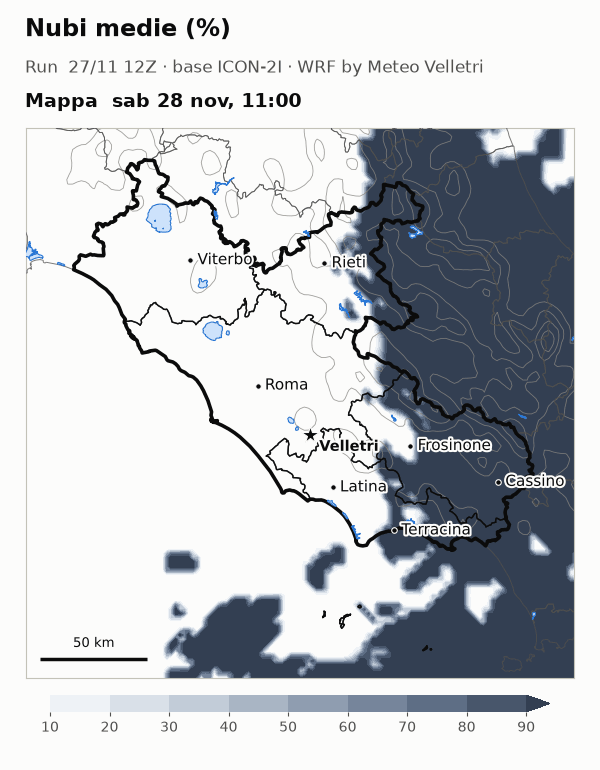 Nubi medie (%)
Run 27/11 12Z · base ICON-2I · WRF by Meteo Velletri
Mappa sab 28 nov, 11:00
Viterbo
Rieti
Roma
Velletri
Frosinone
Latina
Cassino
Terracina
50 km
10 20 30 40 50 60 70 80 90